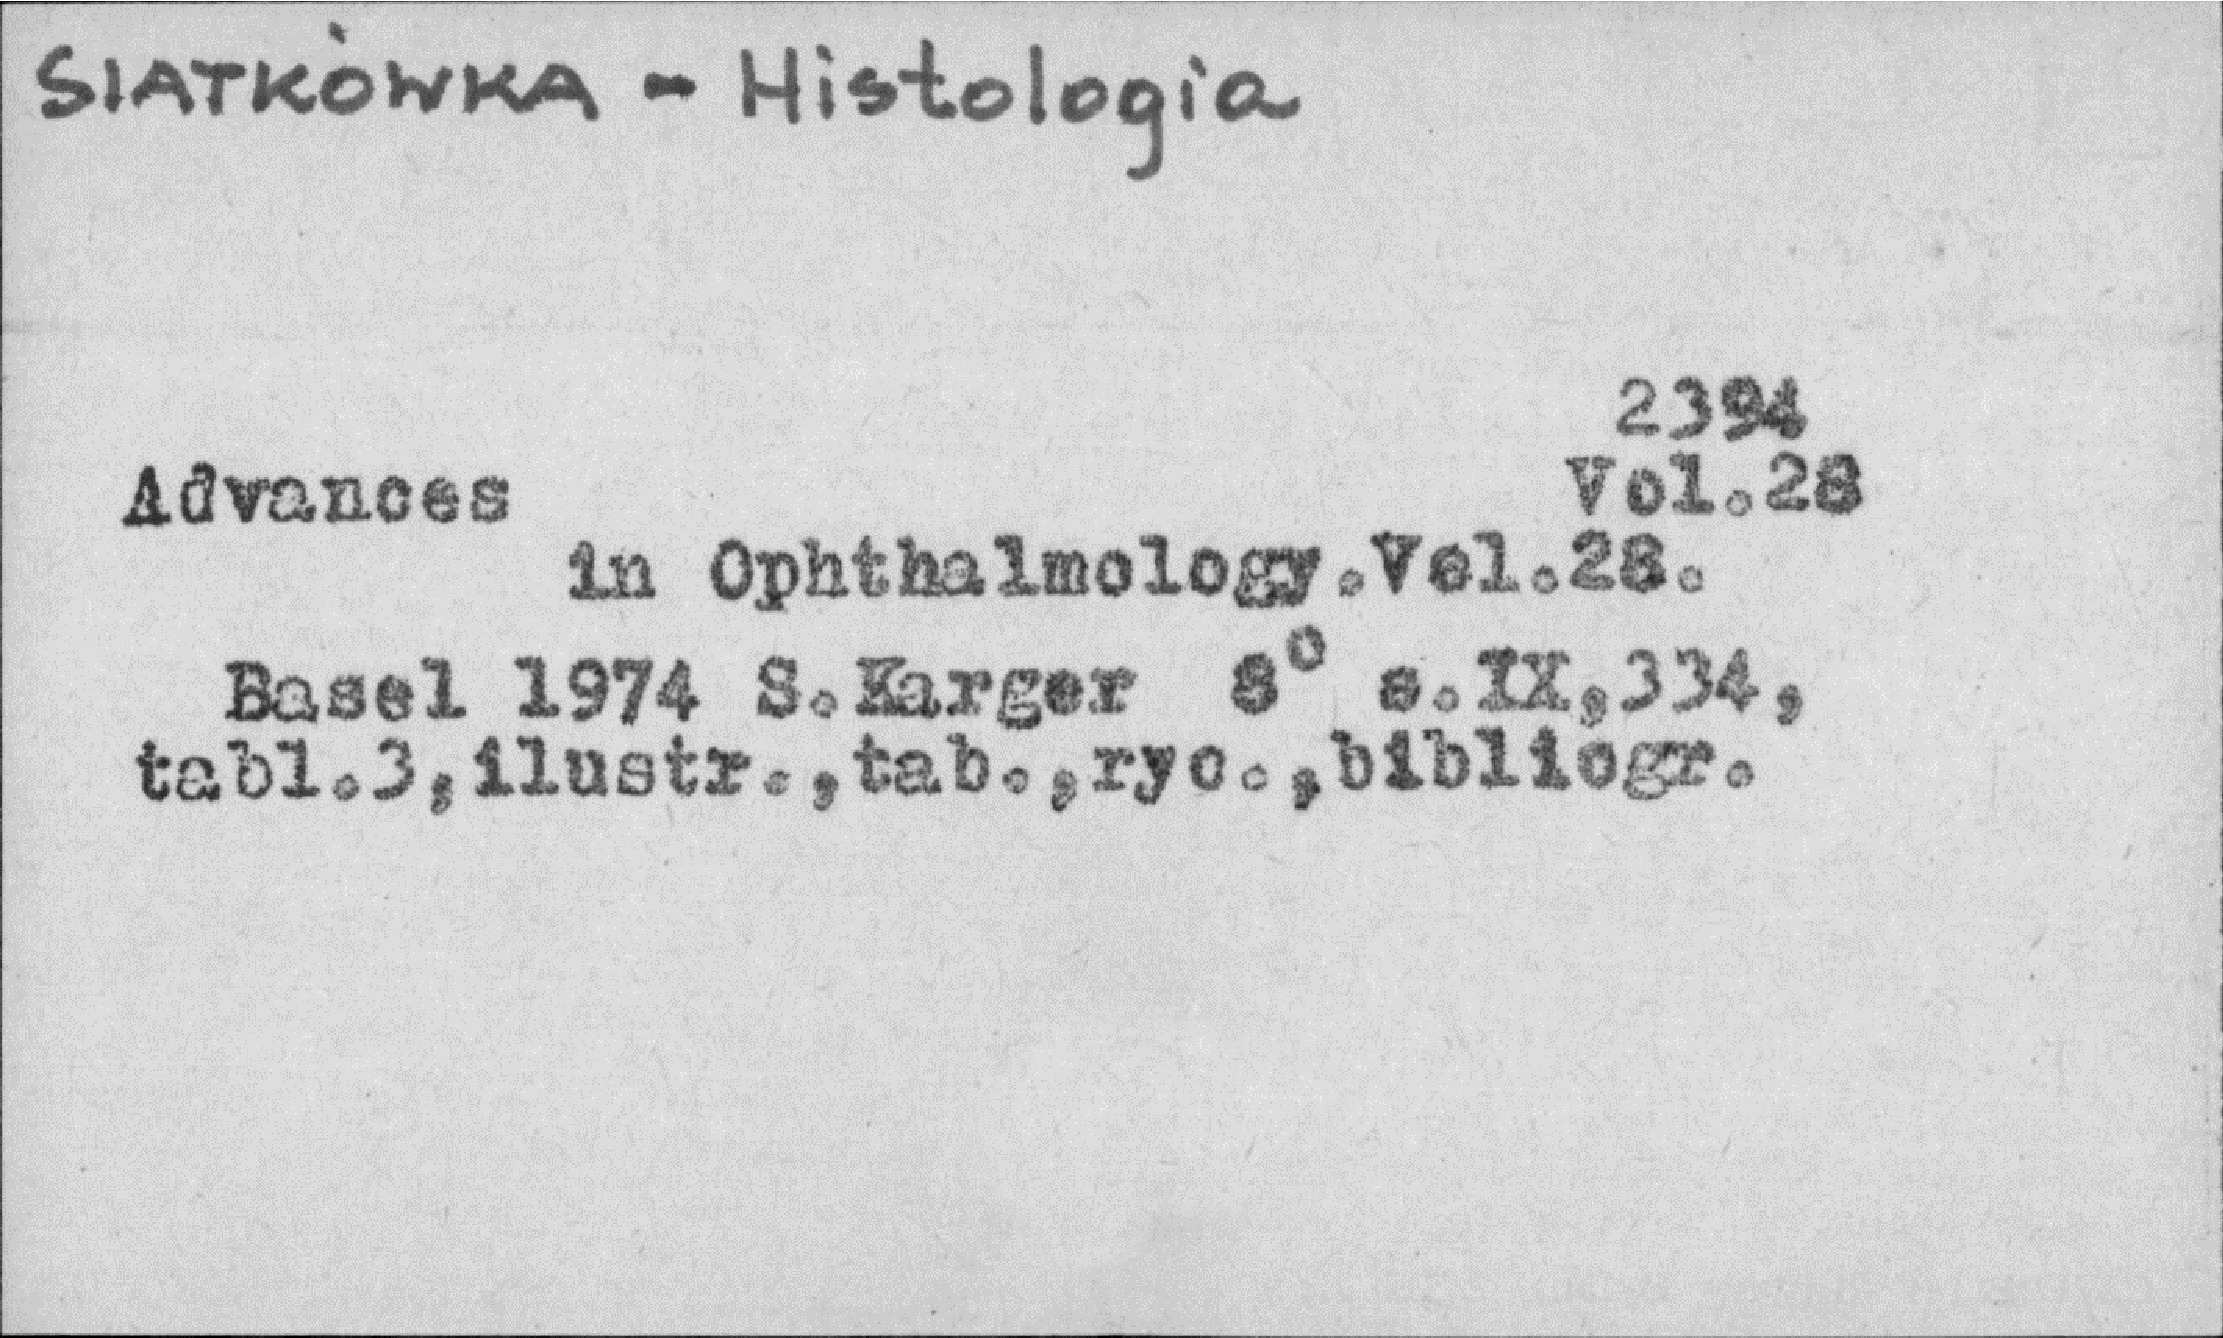 SIATKÓWKA - Histologia
2394
Advances Vol.28
in Ophthalmology.Vol.28.
Basel 1974 S.Karger 8° s.IX,334,
tabl.3,ilustr.,tab.,ryc.,bibliogr.